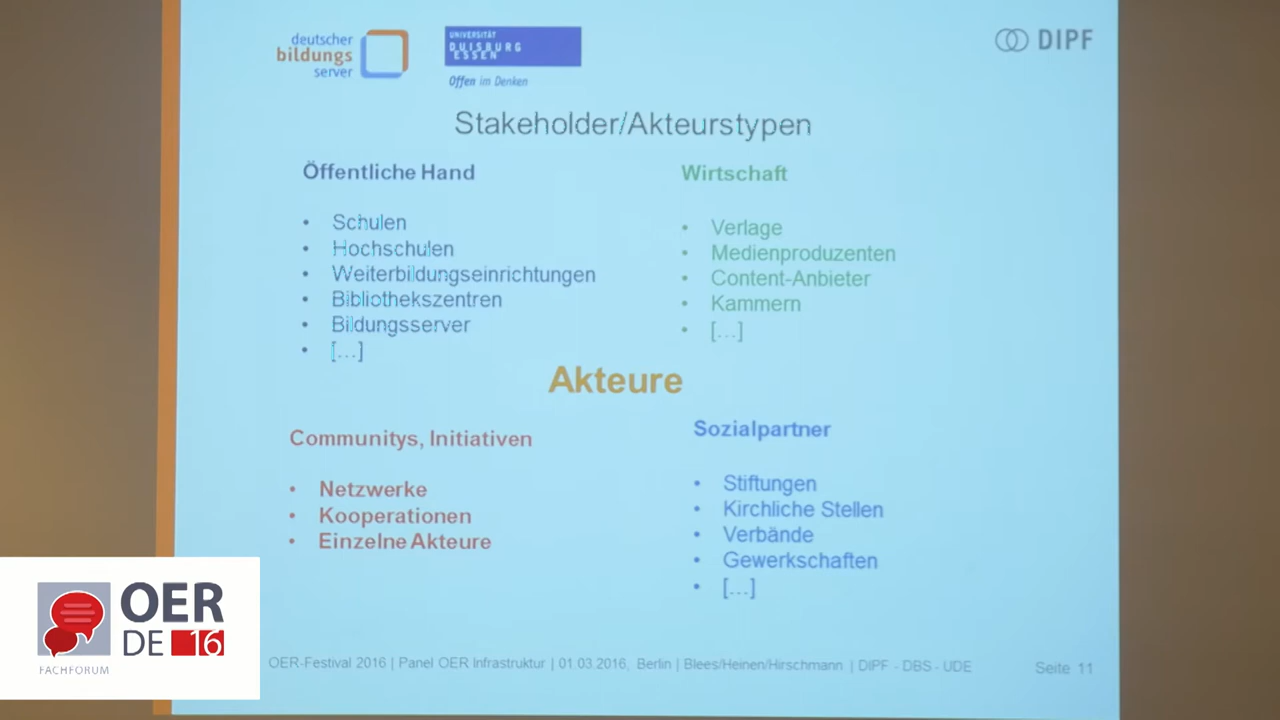 deutscher
bildungs
server
UNIVERSITÄT
DUISBURG
ESSEN
Offen im Denken
DIPF
Stakeholder/Akteurstypen
Öffentliche Hand
• Schulen
• Hochschulen
• Weiterbildungseinrichtungen
• Bibliothekszentren
• Bildungsserver
• [...]
Wirtschaft
• Verlage
• Medienproduzenten
• Content-Anbieter
• Kammern
• [...]
Akteure
Communitys, Initiativen
• Netzwerke
• Kooperationen
• Einzelne Akteure
Sozialpartner
• Stiftungen
• Kirchliche Stellen
• Verbände
• Gewerkschaften
• [...]
OER-Festival 2016 | Panel OER Infrastruktur | 01.03.2016, Berlin | Blees/Heinen/Hirschmann | DIPF - DBS - UDE
Seite 11
OER
DE 16
FACHFORUM